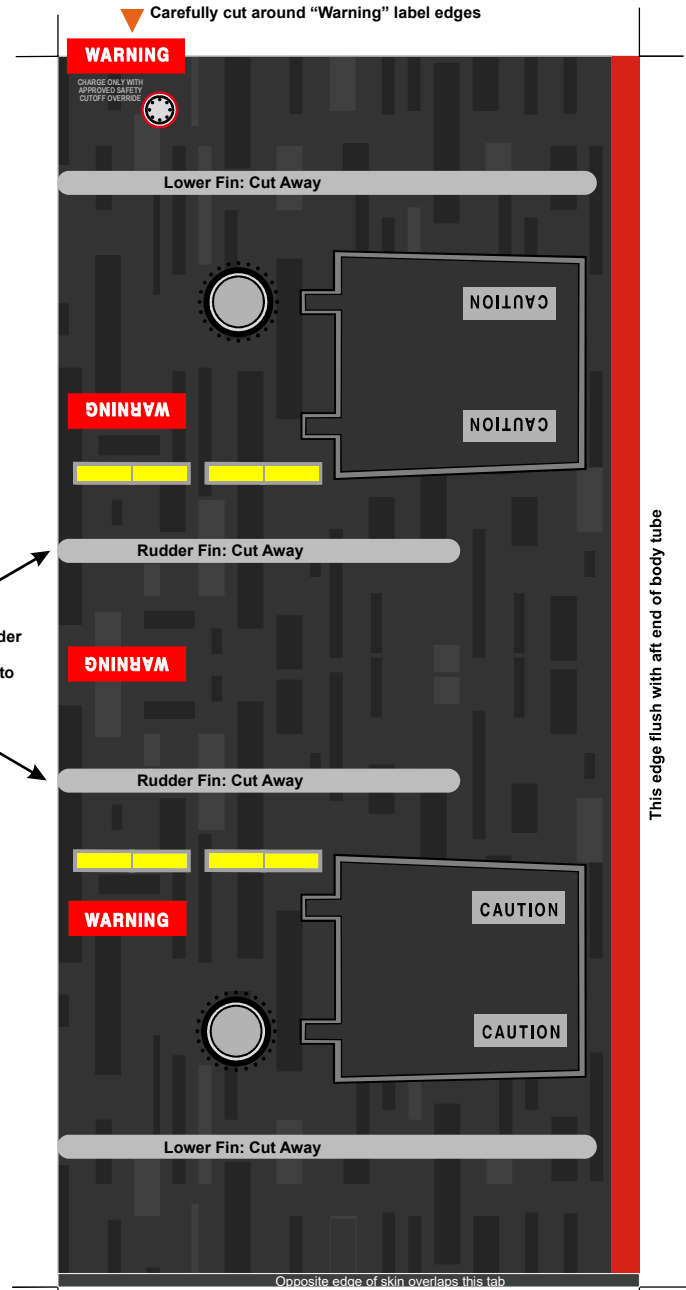 Carefully cut around “Warning” label edges
WARNING
CHARGE ONLY WITH
APPROVED SAFETY
CUTOFF OVERRIDE
Lower Fin: Cut Away
CAUTION
WARNING
CAUTION
Rudder Fin: Cut Away
der
to
WARNING
This edge flush with aft end of body tube
Rudder Fin: Cut Away
CAUTION
WARNING
CAUTION
Lower Fin: Cut Away
Opposite edge of skin overlaps this tab